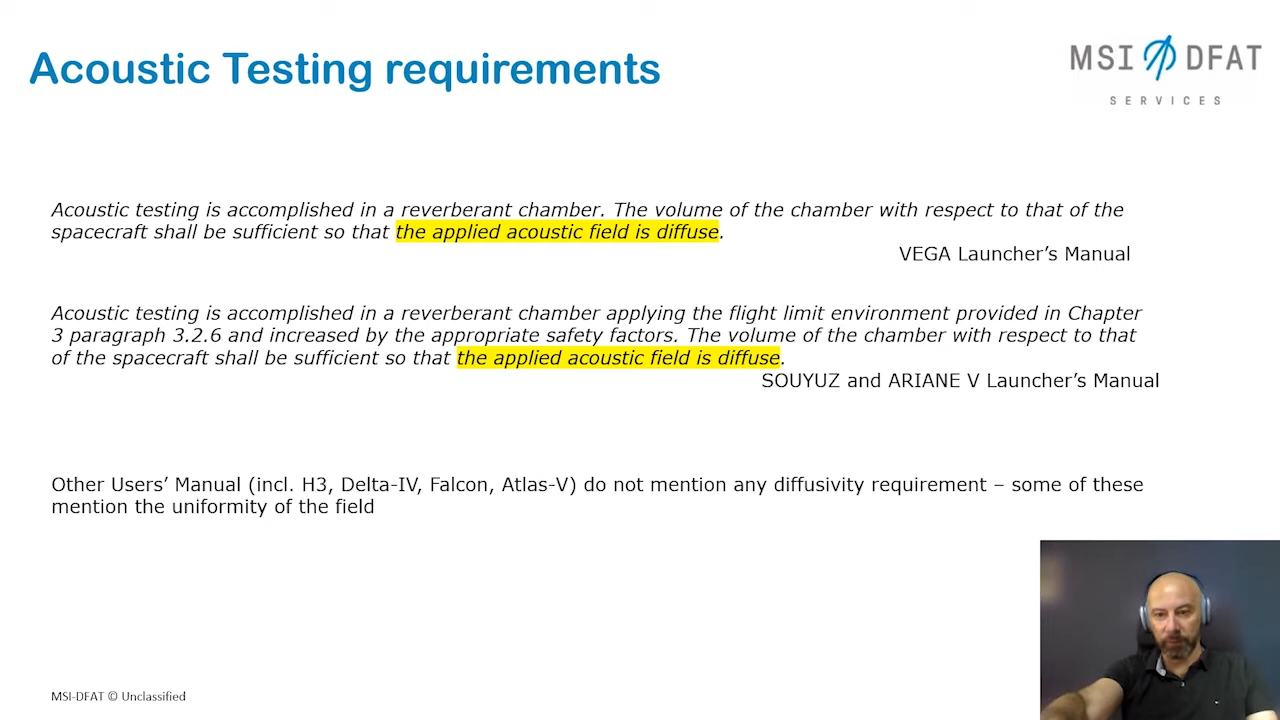 Acoustic Testing requirements
MSI DFAT
SERVICES
Acoustic testing is accomplished in a reverberant chamber. The volume of the chamber with respect to that of the
spacecraft shall be sufficient so that the applied acoustic field is diffuse.
VEGA Launcher’s Manual
Acoustic testing is accomplished in a reverberant chamber applying the flight limit environment provided in Chapter
3 paragraph 3.2.6 and increased by the appropriate safety factors. The volume of the chamber with respect to that
of the spacecraft shall be sufficient so that the applied acoustic field is diffuse.
SOUYUZ and ARIANE V Launcher’s Manual
Other Users’ Manual (incl. H3, Delta-IV, Falcon, Atlas-V) do not mention any diffusivity requirement – some of these
mention the uniformity of the field
MSI-DFAT © Unclassified